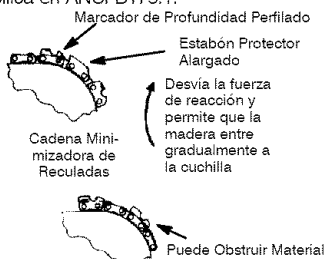 Marcador de Profundidad Perfilado
Estabón Protector
Alargado
Desvía la fuerza
de reacción y
permite que la
madera entre
gradualmente a
la cuchilla
Cadena Mini-
mizadora de
Reculadas
Puede Obstruir Material